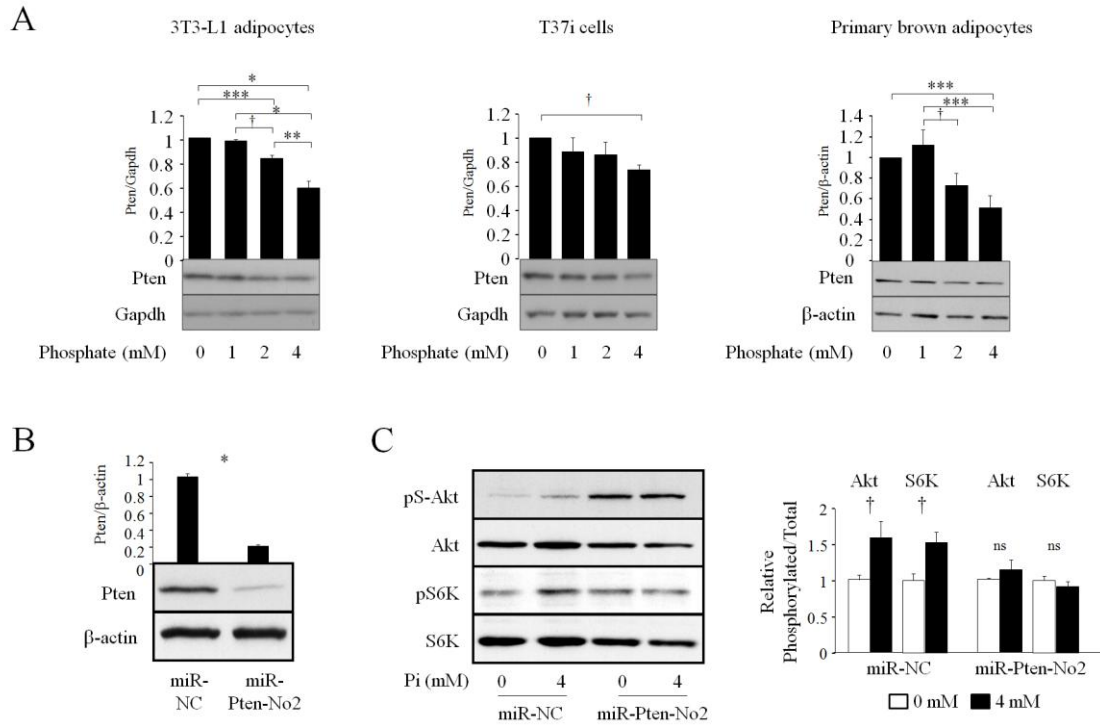 A
3T3-L1 adipocytes
T37i cells
Primary brown adipocytes
*
***
*
†
**
Pten/Gapdh
1.2
1
0.8
0.6
0.4
0.2
0
Pten
Gapdh
Phosphate (mM) 0 1 2 4
†
Pten/Gapdh
1.2
1
0.8
0.6
0.4
0.2
0
Pten
Gapdh
Phosphate (mM) 0 1 2 4
***
***
†
Pten/β-actin
1.4
1.2
1
0.8
0.6
0.4
0.2
0
Pten
β-actin
Phosphate (mM) 0 1 2 4
B
*
Pten/β-actin
1.2
1
0.8
0.6
0.4
0.2
0
Pten
β-actin
miR-
NC
miR-
Pten-No2
C
pS-Akt
Akt
pS6K
S6K
Pi (mM) 0 4 0 4
miR-NC miR-Pten-No2
Akt S6K Akt S6K
† † ns ns
Relative
Phosphorylated/Total
2
1.5
1
0.5
0
miR-NC miR-Pten-No2
0 mM 4 mM